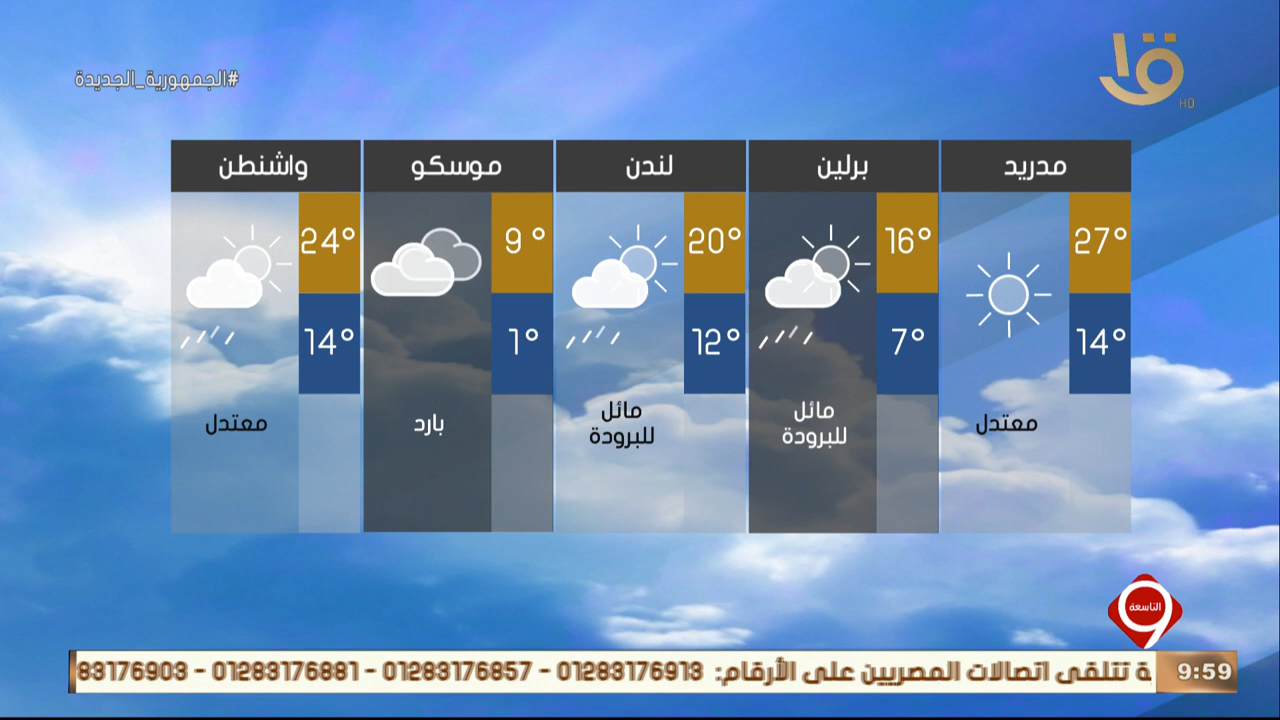 #الجمهورية_الجديدة
HD
مدريد
27°
14°
معتدل
برلين
16°
7°
مائل
للبرودة
لندن
20°
12°
مائل
للبرودة
موسكو
9°
1°
بارد
واشنطن
24°
14°
معتدل
التاسعة
9
9:59
ة تتلقى اتصالات المصريين على الأرقام: 01283176913 - 01283176857 - 01283176881 - 83176903